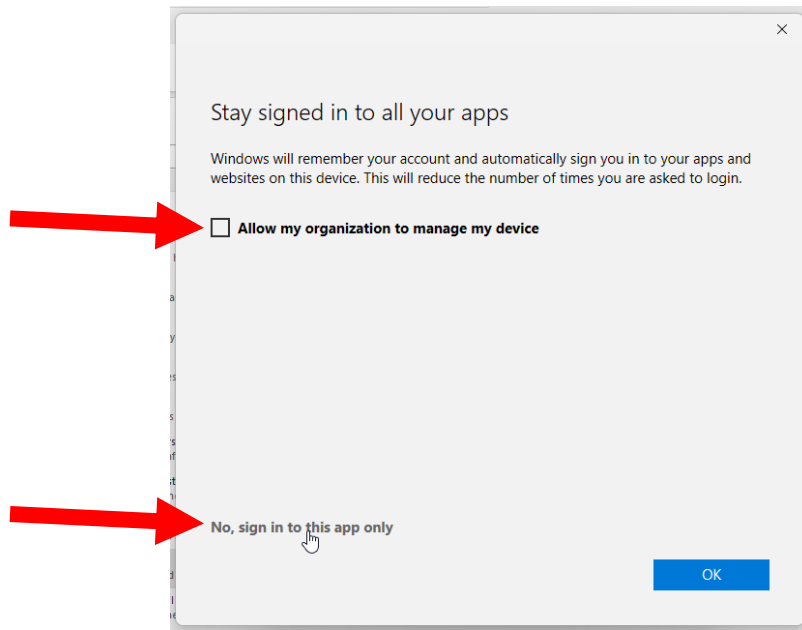 Stay signed in to all your apps
Windows will remember your account and automatically sign you in to your apps and
websites on this device. This will reduce the number of times you are asked to login.
Allow my organization to manage my device
No, sign in to this app only
OK